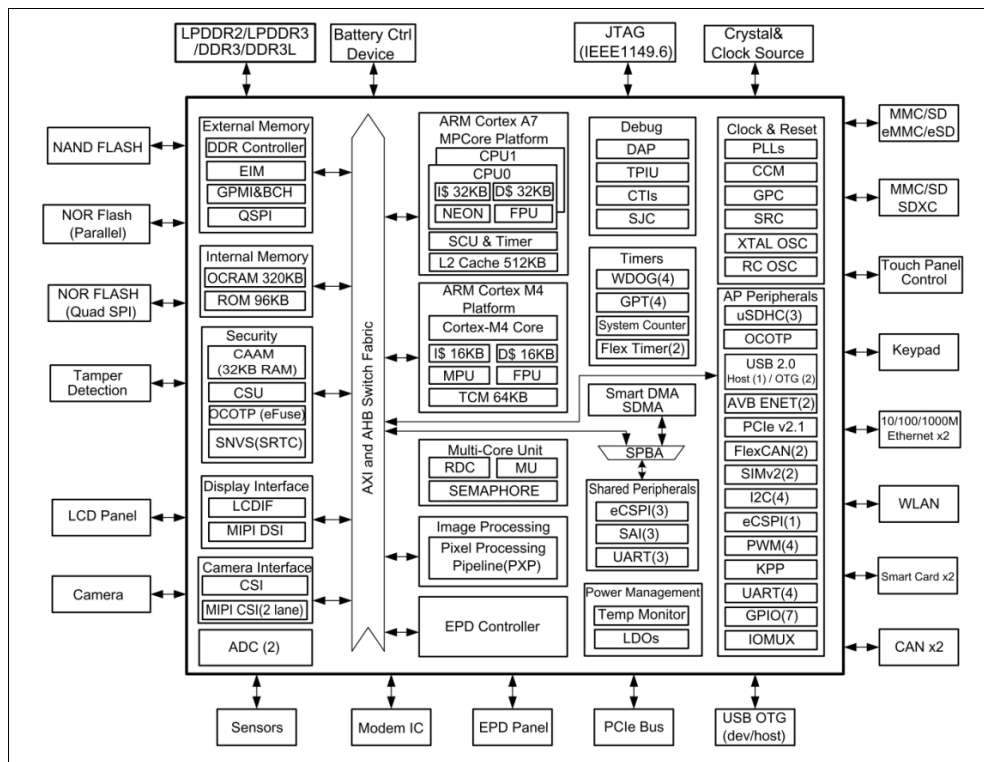 LPDDR2/LPDDR3
/DDR3/DDR3L
Battery Ctrl
Device
JTAG
(IEEE1149.6)
Crystal&
Clock Source
NAND FLASH
NOR Flash
(Parallel)
NOR FLASH
(Quad SPI)
Tamper
Detection
LCD Panel
Camera
External Memory
DDR Controller
EIM
GPMI&BCH
QSPI
Internal Memory
OCRAM 320KB
ROM 96KB
Security
CAAM
(32KB RAM)
CSU
OCOTP (eFuse)
SNVS(SRTC)
Display Interface
LCDIF
MIPI DSI
Camera Interface
CSI
MIPI CSI(2 lane)
ADC (2)
AXI and AHB Switch Fabric
ARM Cortex A7
MPCore Platform
CPU1
CPU0
I$ 32KB
D$ 32KB
NEON
FPU
SCU & Timer
L2 Cache 512KB
ARM Cortex M4
Platform
Cortex-M4 Core
I$ 16KB
D$ 16KB
MPU
FPU
TCM 64KB
Multi-Core Unit
RDC
MU
SEMAPHORE
Image Processing
Pixel Processing
Pipeline(PXP)
EPD Controller
Debug
DAP
TPIU
CTIs
SJC
Timers
WDOG(4)
GPT(4)
System Counter
Flex Timer(2)
Smart DMA
SDMA
SPBA
Shared Peripherals
eCSPI(3)
SAI(3)
UART(3)
Power Management
Temp Monitor
LDOs
Clock & Reset
PLLs
CCM
GPC
SRC
XTAL OSC
RC OSC
AP Peripherals
uSDHC(3)
OCOTP
USB 2.0
Host (1) / OTG (2)
AVB ENET(2)
PCIe v2.1
FlexCAN(2)
SIMv2(2)
I2C(4)
eCSPI(1)
PWM(4)
KPP
UART(4)
GPIO(7)
IOMUX
MMC/SD
eMMC/eSD
MMC/SD
SDXC
Touch Panel
Control
Keypad
10/100/1000M
Ethernet x2
WLAN
Smart Card x2
CAN x2
Sensors
Modem IC
EPD Panel
PCIe Bus
USB OTG
(dev/host)